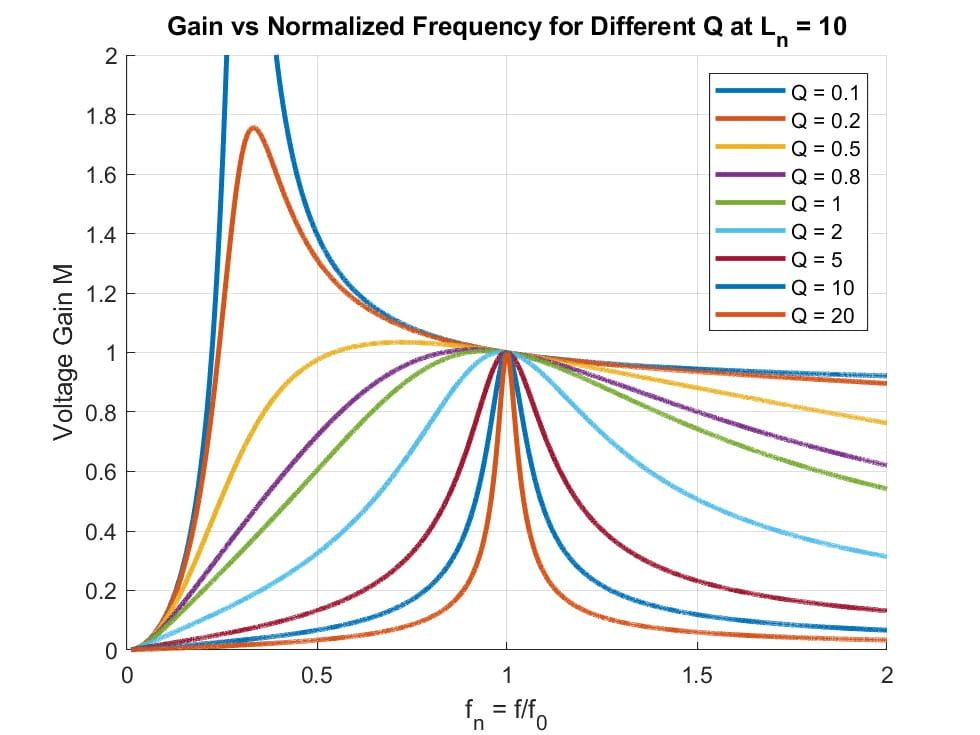 Gain vs Normalized Frequency for Different Q at Ln = 10
Voltage Gain M
2
1.8
1.6
1.4
1.2
1
0.8
0.6
0.4
0.2
0
Q = 0.1
Q = 0.2
Q = 0.5
Q = 0.8
Q = 1
Q = 2
Q = 5
Q = 10
Q = 20
0 0.5 1 1.5 2
fn = f/f0